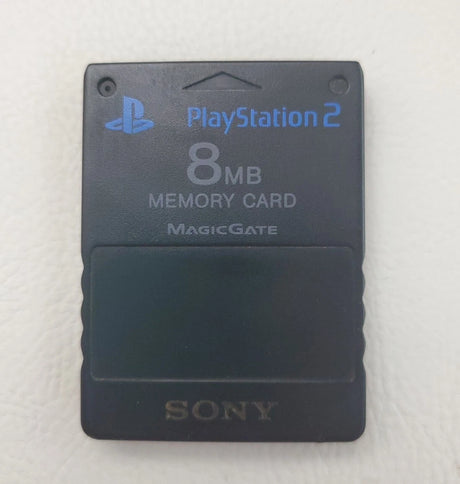 PlayStation 2
8MB
MEMORY CARD
MAGICGATE
SONY